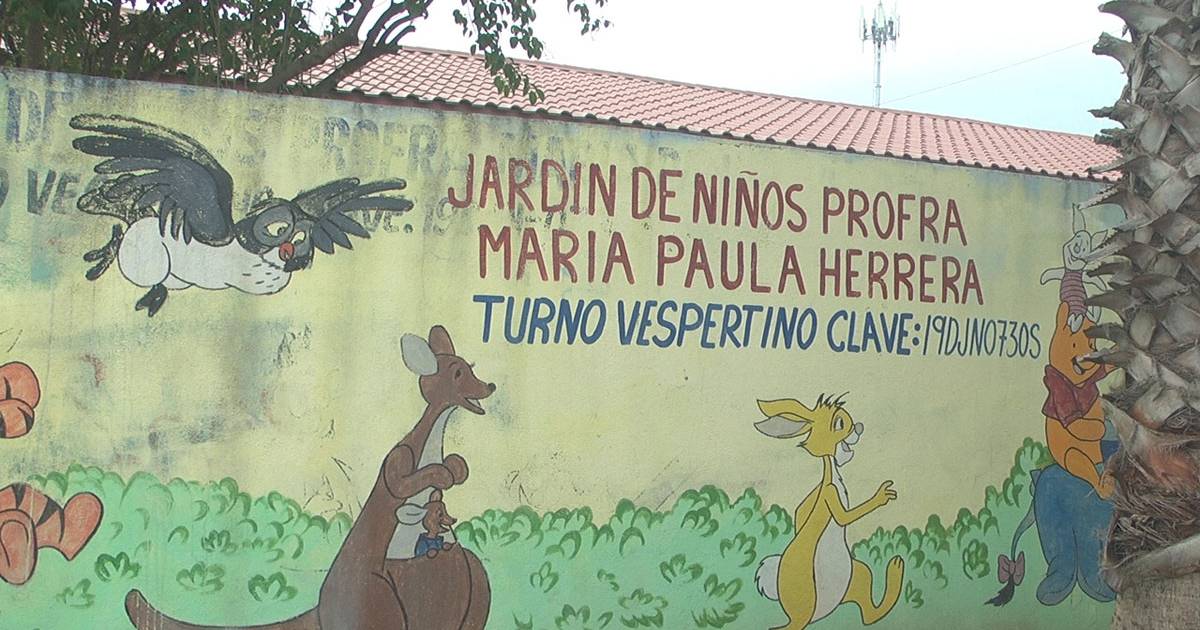 JARDIN DE NIÑOS PROFRA
MARIA PAULA HERRERA
TURNO VESPERTINO CLAVE: 19DJN0730S